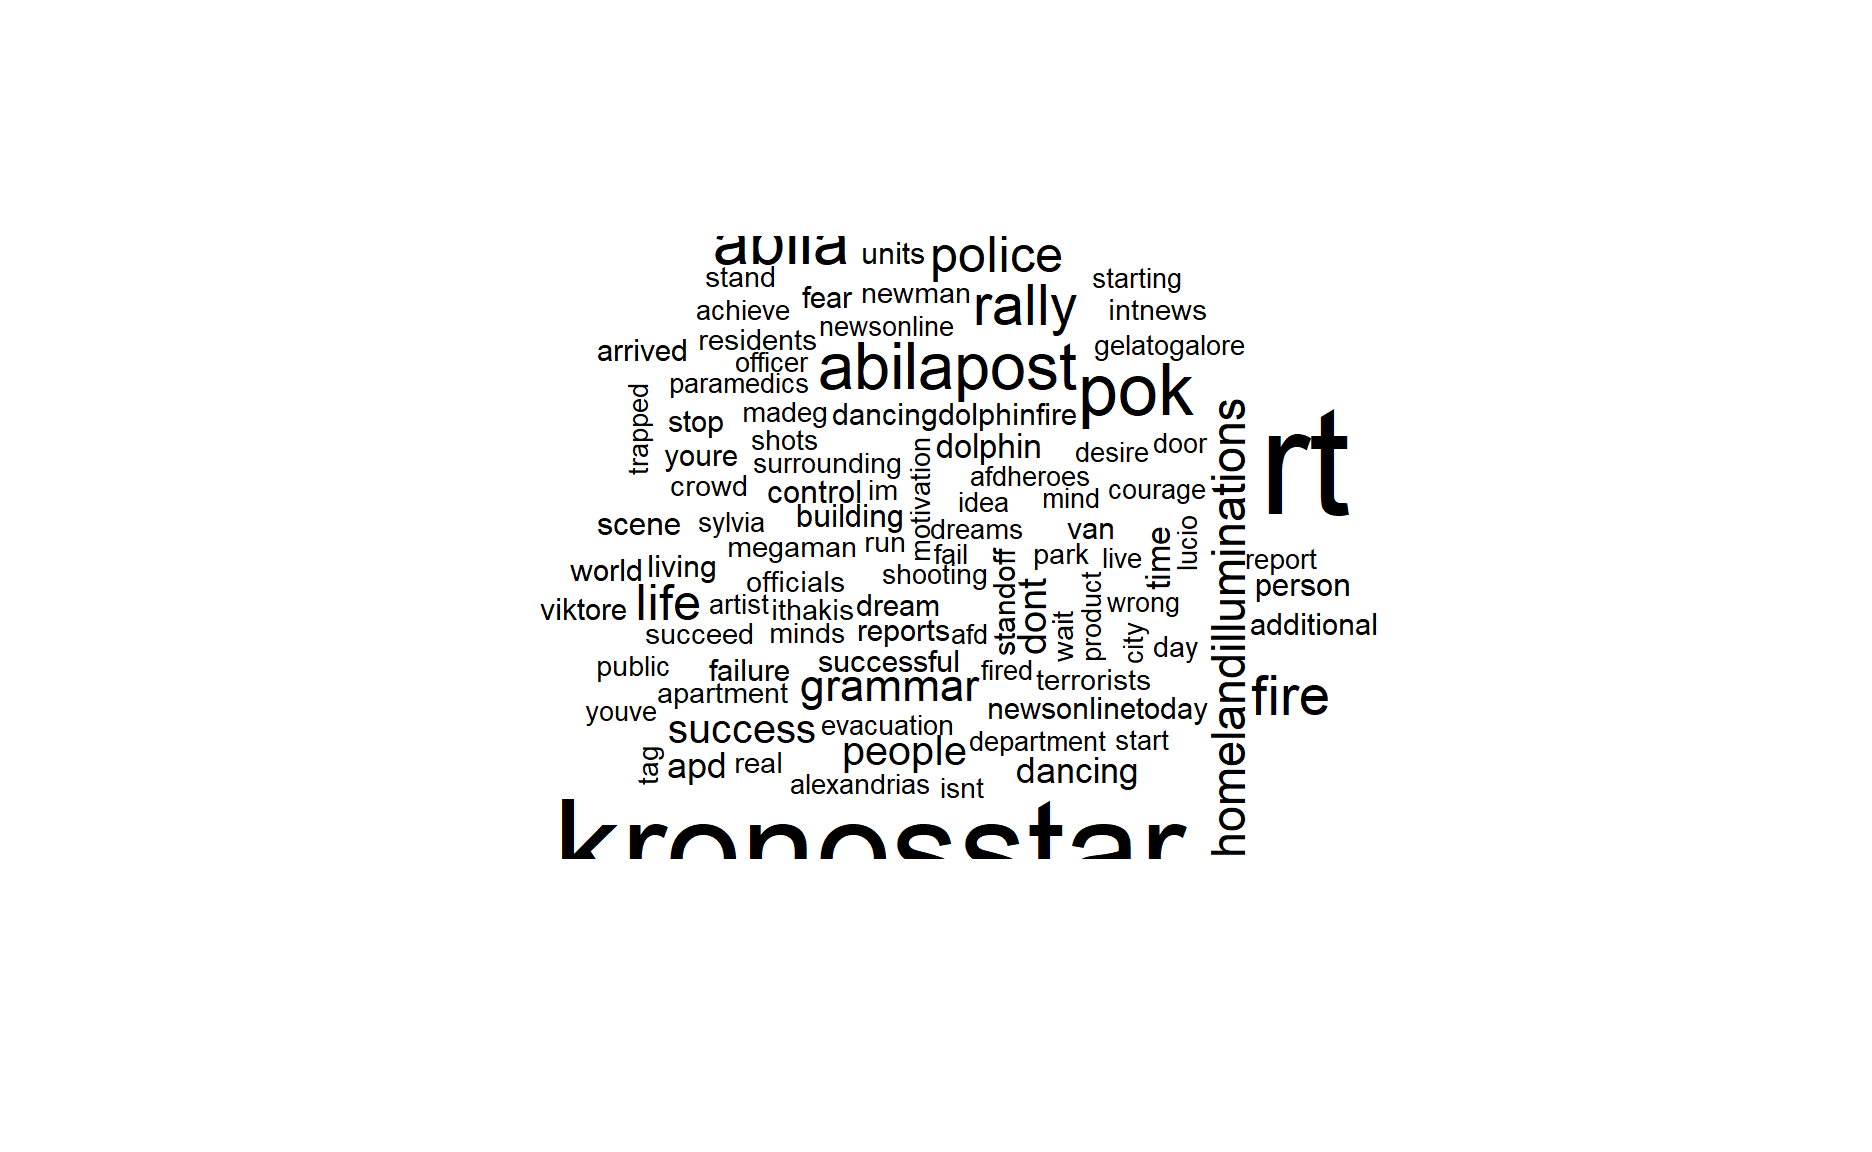 abila units police
stand starting
achieve fear newman rally intnews
newsonline
arrived residents abilapost gelatogalore
officer
paramedics pok
trapped stop madeg dancingdolphinfire homelandilluminations rt
shots motivation dolphin desire door
youre surrounding
afdheroes
crowd control im idea mind courage
scene sylvia building dreams van time lucio
megaman run fail standoff park live report
world living officials shooting product person
viktore life artist ithakis dream dont wait wrong
succeed minds reports afd city day additional
public failure successful fired
apartment grammar terrorists fire
youve newsonlinetoday
success evacuation
people department start
tag apd real dancing
alexandrias isnt
kronosstar